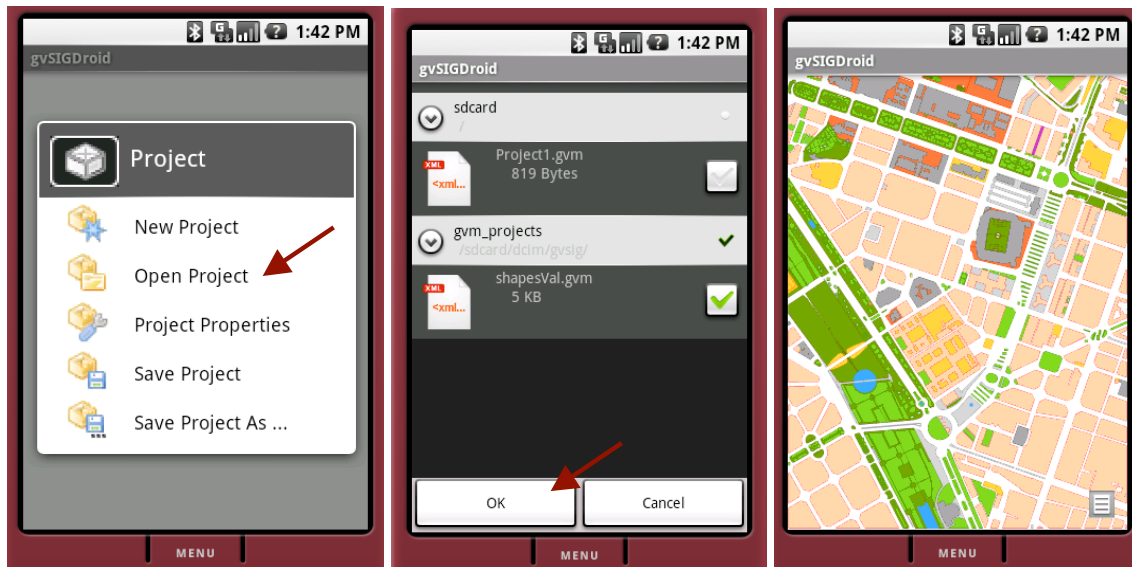 1:42 PM
gvSIGDroid
Project
New Project
Open Project
Project Properties
Save Project
Save Project As ...
MENU
1:42 PM
gvSIGDroid
sdcard
/
XML
<xml...
Project1.gvm
819 Bytes
gvm_projects
/sdcard/dcim/gvsig/
XML
<xml...
shapesVal.gvm
5 KB
OK
Cancel
MENU
1:42 PM
gvSIGDroid
MENU